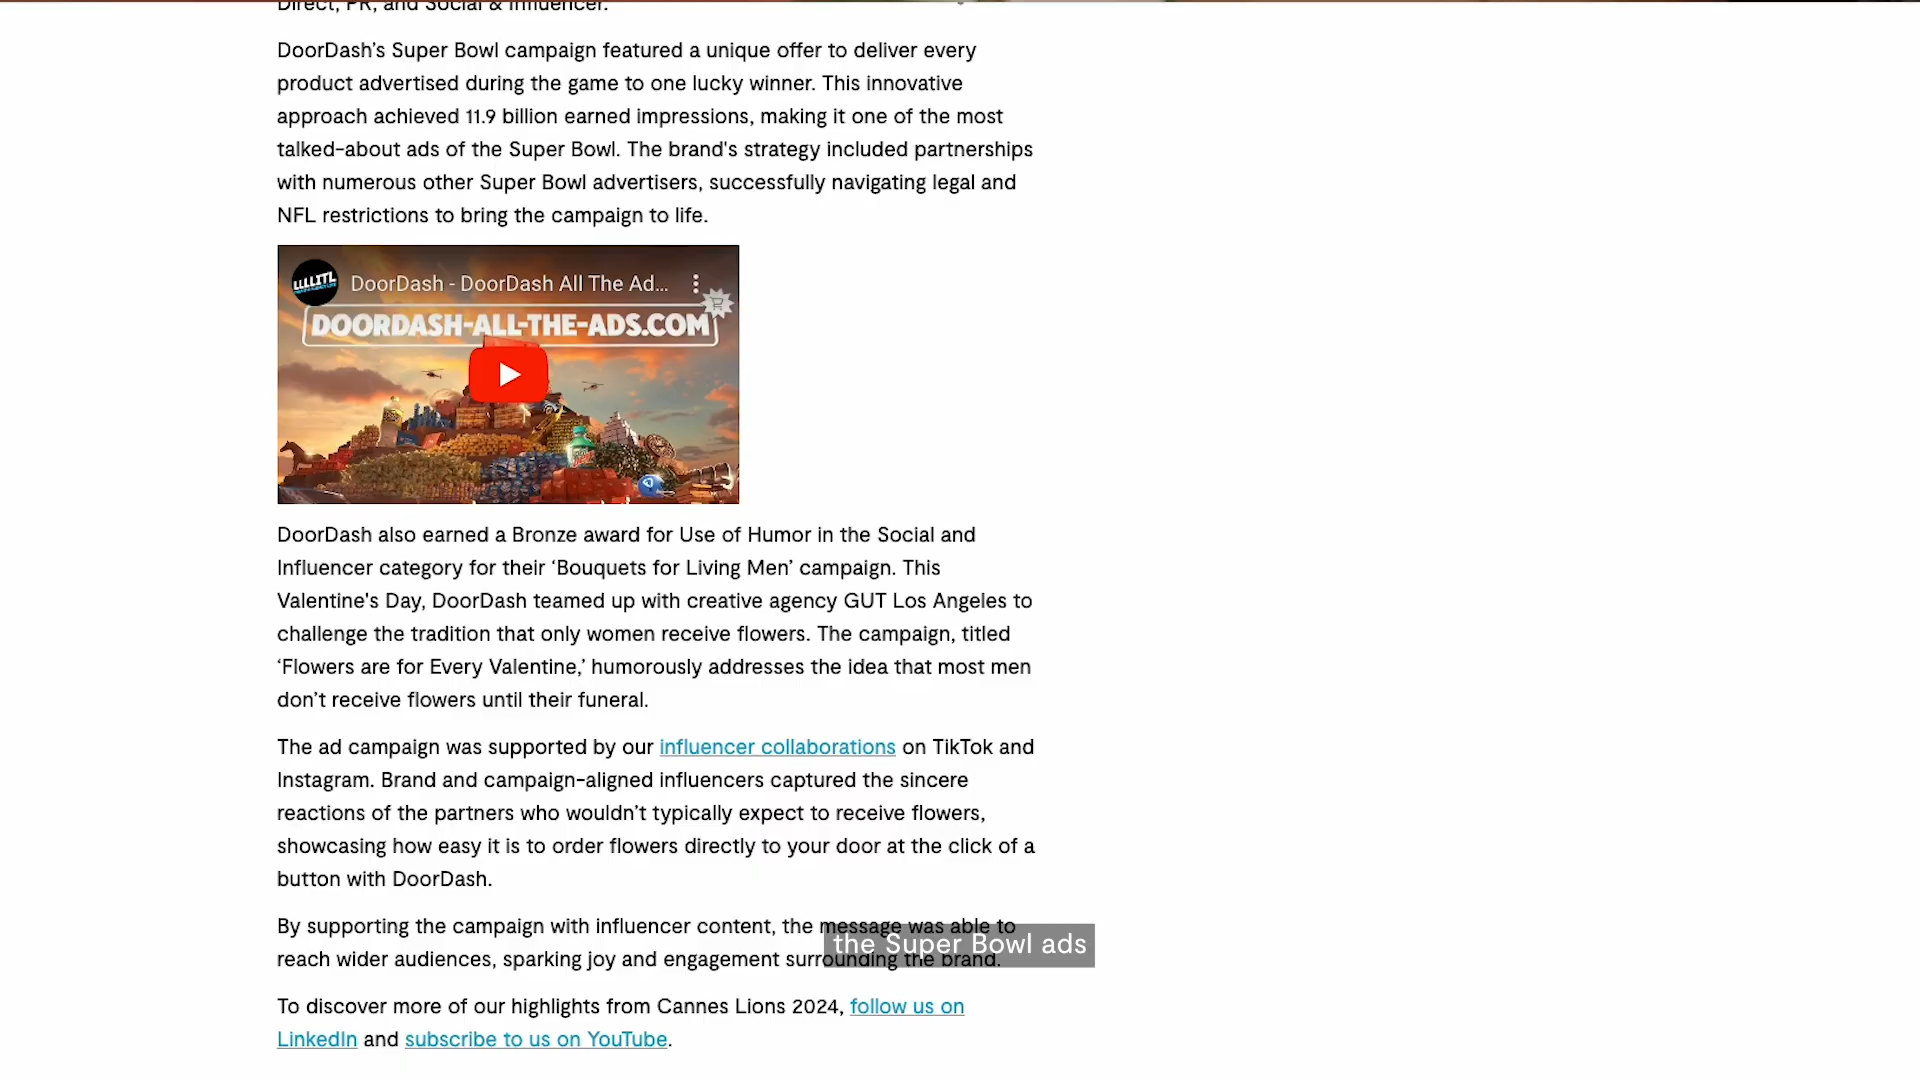 Direct, PR, and Social & Influencer.
DoorDash’s Super Bowl campaign featured a unique offer to deliver every
product advertised during the game to one lucky winner. This innovative
approach achieved 11.9 billion earned impressions, making it one of the most
talked-about ads of the Super Bowl. The brand's strategy included partnerships
with numerous other Super Bowl advertisers, successfully navigating legal and
NFL restrictions to bring the campaign to life.
LLLLITL
DoorDash - DoorDash All The Ad...
DOORDASH-ALL-THE-ADS.COM
DoorDash also earned a Bronze award for Use of Humor in the Social and
Influencer category for their ‘Bouquets for Living Men’ campaign. This
Valentine's Day, DoorDash teamed up with creative agency GUT Los Angeles to
challenge the tradition that only women receive flowers. The campaign, titled
‘Flowers are for Every Valentine,’ humorously addresses the idea that most men
don’t receive flowers until their funeral.
The ad campaign was supported by our influencer collaborations on TikTok and
Instagram. Brand and campaign-aligned influencers captured the sincere
reactions of the partners who wouldn’t typically expect to receive flowers,
showcasing how easy it is to order flowers directly to your door at the click of a
button with DoorDash.
By supporting the campaign with influencer content, the message was able to
reach wider audiences, sparking joy and engagement surrounding the brand.
the Super Bowl ads
To discover more of our highlights from Cannes Lions 2024, follow us on
LinkedIn and subscribe to us on YouTube.